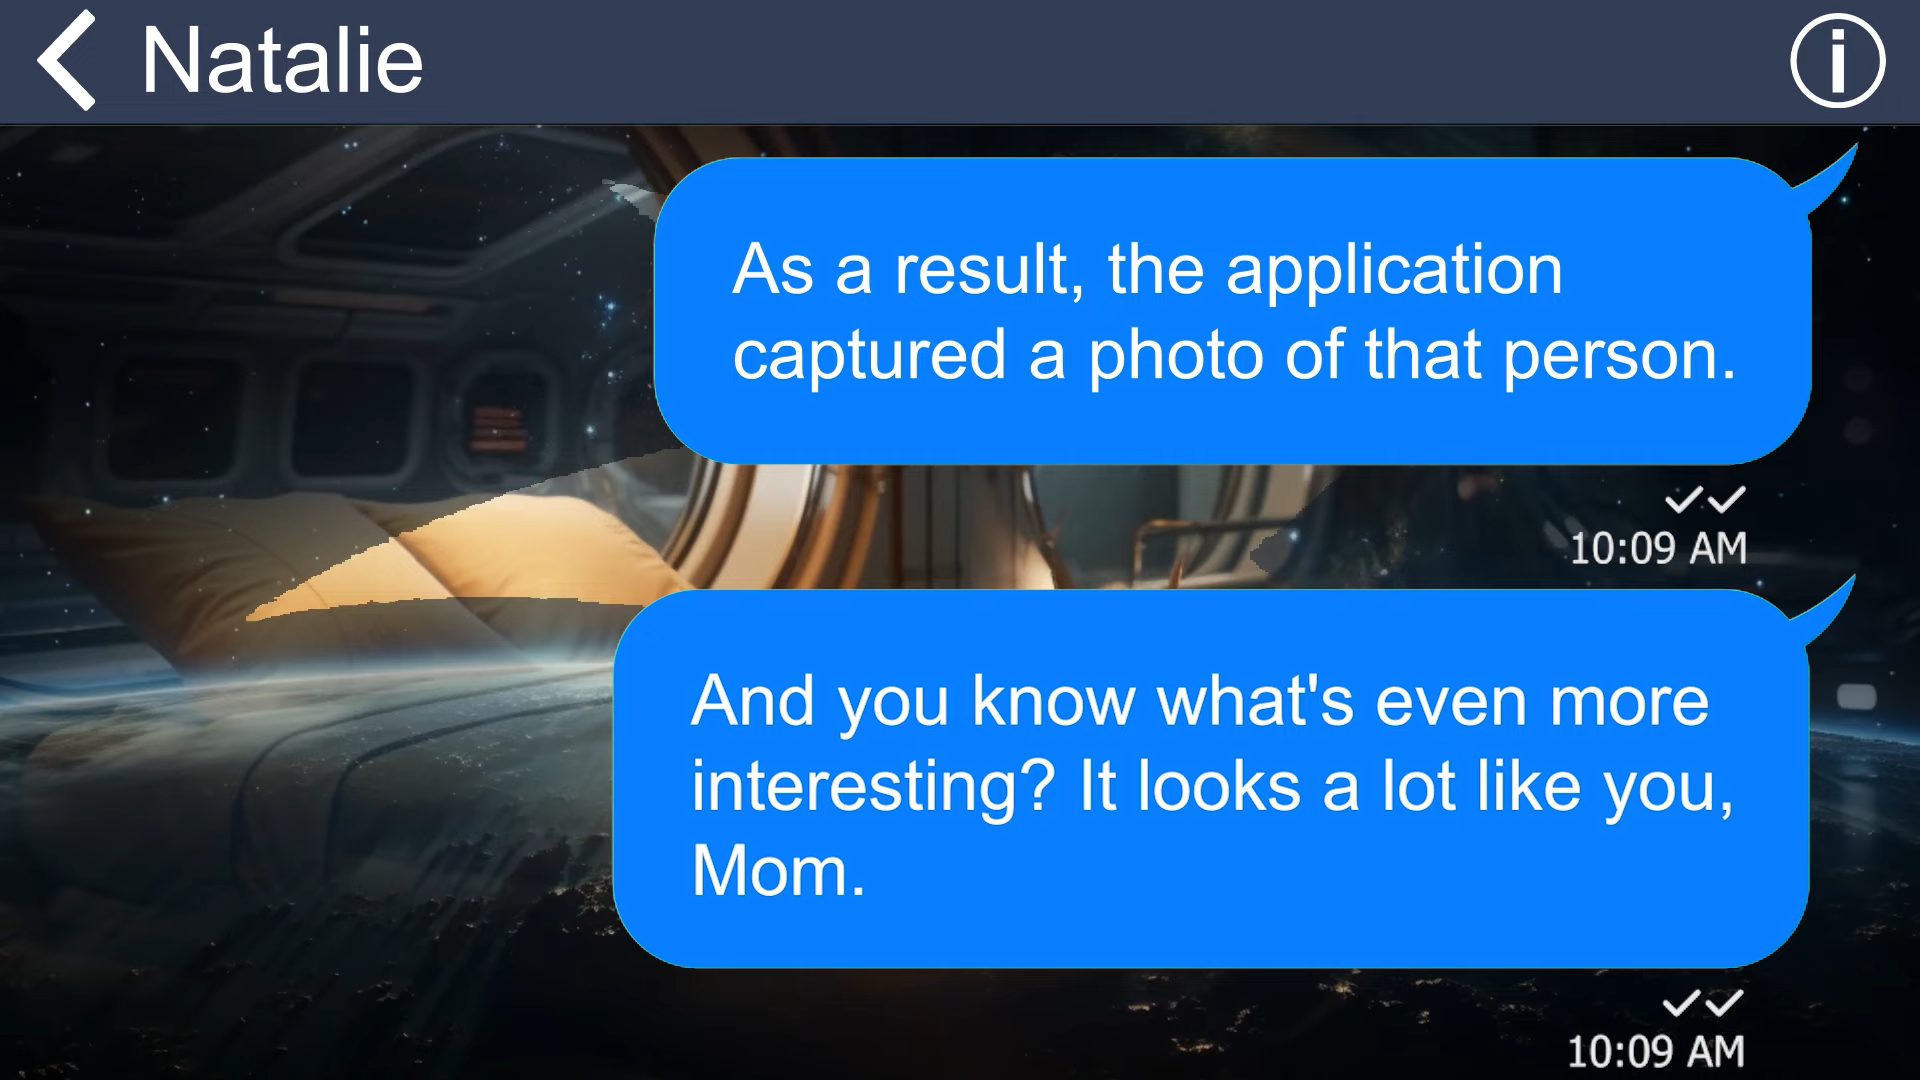 Natalie
As a result, the application
captured a photo of that person.
10:09 AM
And you know what's even more
interesting? It looks a lot like you,
Mom.
10:09 AM